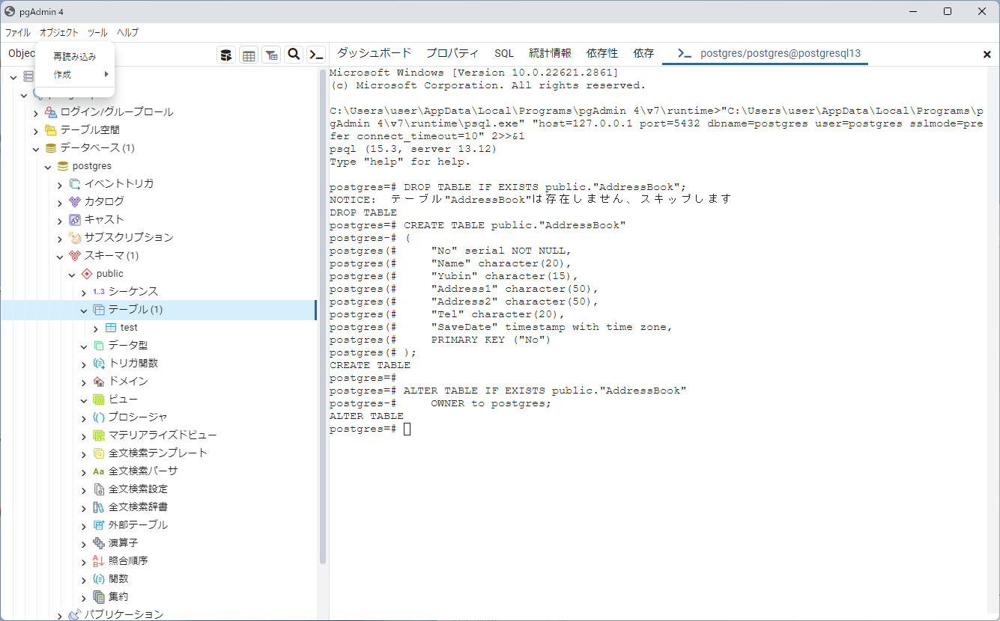 pgAdmin 4
ファイル オブジェクト ツール ヘルプ
Objec
再読み込み
作成
ログイン/グループロール
テーブル空間
データベース (1)
postgres
イベントトリガ
カタログ
キャスト
サブスクリプション
スキーマ (1)
public
1..3 シーケンス
テーブル (1)
test
データ型
トリガ関数
ドメイン
ビュー
プロシージャ
マテリアライズドビュー
全文検索テンプレート
Aa 全文検索パーサ
全文検索設定
全文検索辞書
外部テーブル
演算子
照合順序
関数
集約
パブリケーション
ダッシュボード プロパティ SQL 統計情報 依存性 依存 postgres/postgres@postgresql13
Microsoft Windows [Version 10.0.22621.2861]
(c) Microsoft Corporation. All rights reserved.
C:\Users\user\AppData\Local\Programs\pgAdmin 4\v7\runtime>"C:\Users\user\AppData\Local\Programs\p
gAdmin 4\v7\runtime\psql.exe" "host=127.0.0.1 port=5432 dbname=postgres user=postgres sslmode=pre
fer connect_timeout=10" 2>>&1
psql (15.3, server 13.12)
Type "help" for help.
postgres=# DROP TABLE IF EXISTS public."AddressBook";
NOTICE:  テーブル"AddressBook"は存在しません、スキップします
DROP TABLE
postgres=# CREATE TABLE public."AddressBook"
postgres-# (
postgres(#     "No" serial NOT NULL,
postgres(#     "Name" character(20),
postgres(#     "Yubin" character(15),
postgres(#     "Address1" character(50),
postgres(#     "Address2" character(50),
postgres(#     "Tel" character(20),
postgres(#     "SaveDate" timestamp with time zone,
postgres(#     PRIMARY KEY ("No")
postgres(# );
CREATE TABLE
postgres=#
postgres=# ALTER TABLE IF EXISTS public."AddressBook"
postgres-#     OWNER to postgres;
ALTER TABLE
postgres=#